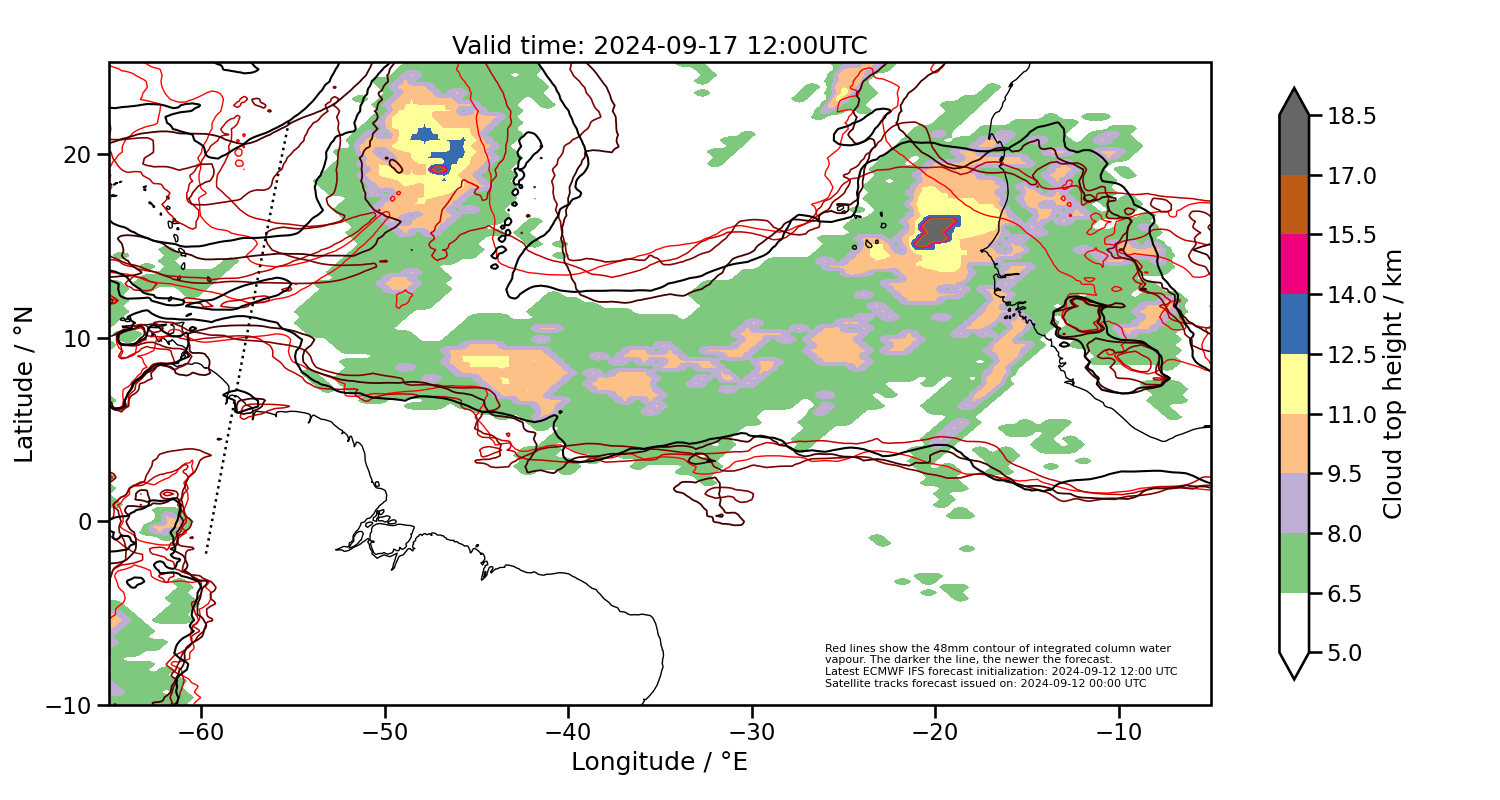 Valid time: 2024-09-17 12:00UTC
20
10
0
−10
Latitude / °N
−60
−50
−40
−30
−20
−10
Longitude / °E
Red lines show the 48mm contour of integrated column water
vapour. The darker the line, the newer the forecast.
Latest ECMWF IFS forecast initialization: 2024-09-12 12:00 UTC
Satellite tracks forecast issued on: 2024-09-12 00:00 UTC
18.5
17.0
15.5
14.0
12.5
11.0
9.5
8.0
6.5
5.0
Cloud top height / km